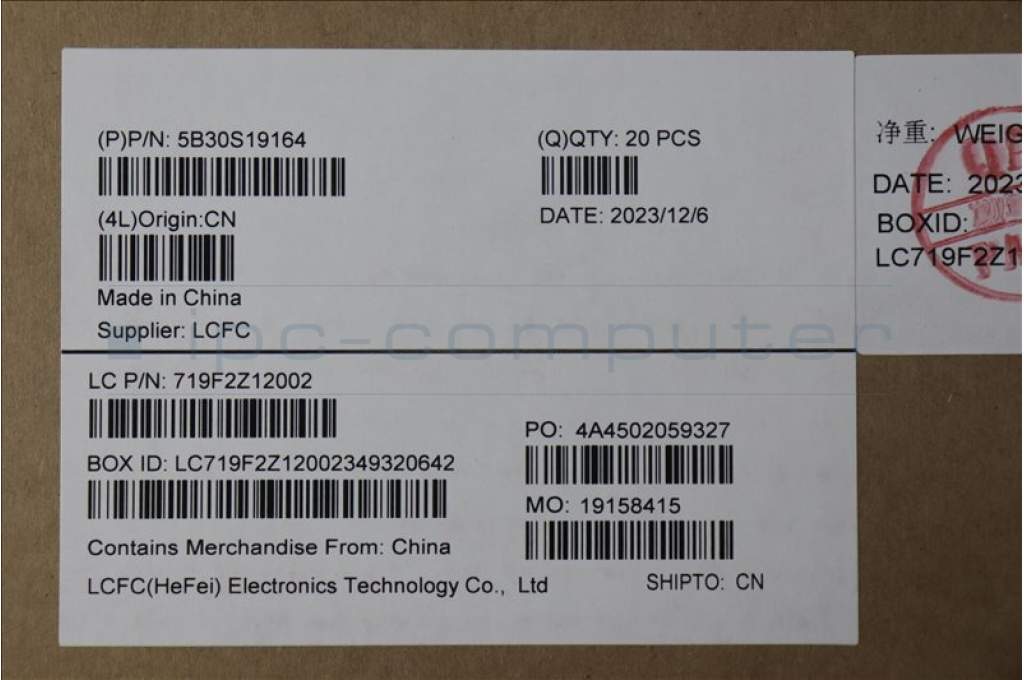 (P)P/N: 5B30S19164
(Q)QTY: 20 PCS
(4L)Origin:CN
DATE: 2023/12/6
Made in China
Supplier: LCFC
ipc-computer
LC P/N: 719F2Z12002
PO: 4A4502059327
BOX ID: LC719F2Z12002349320642
MO: 19158415
Contains Merchandise From: China
LCFC(HeFei) Electronics Technology Co., Ltd
SHIPTO: CN
净重: WEIG
DATE: 2023
BOXID:
LC719F2Z1